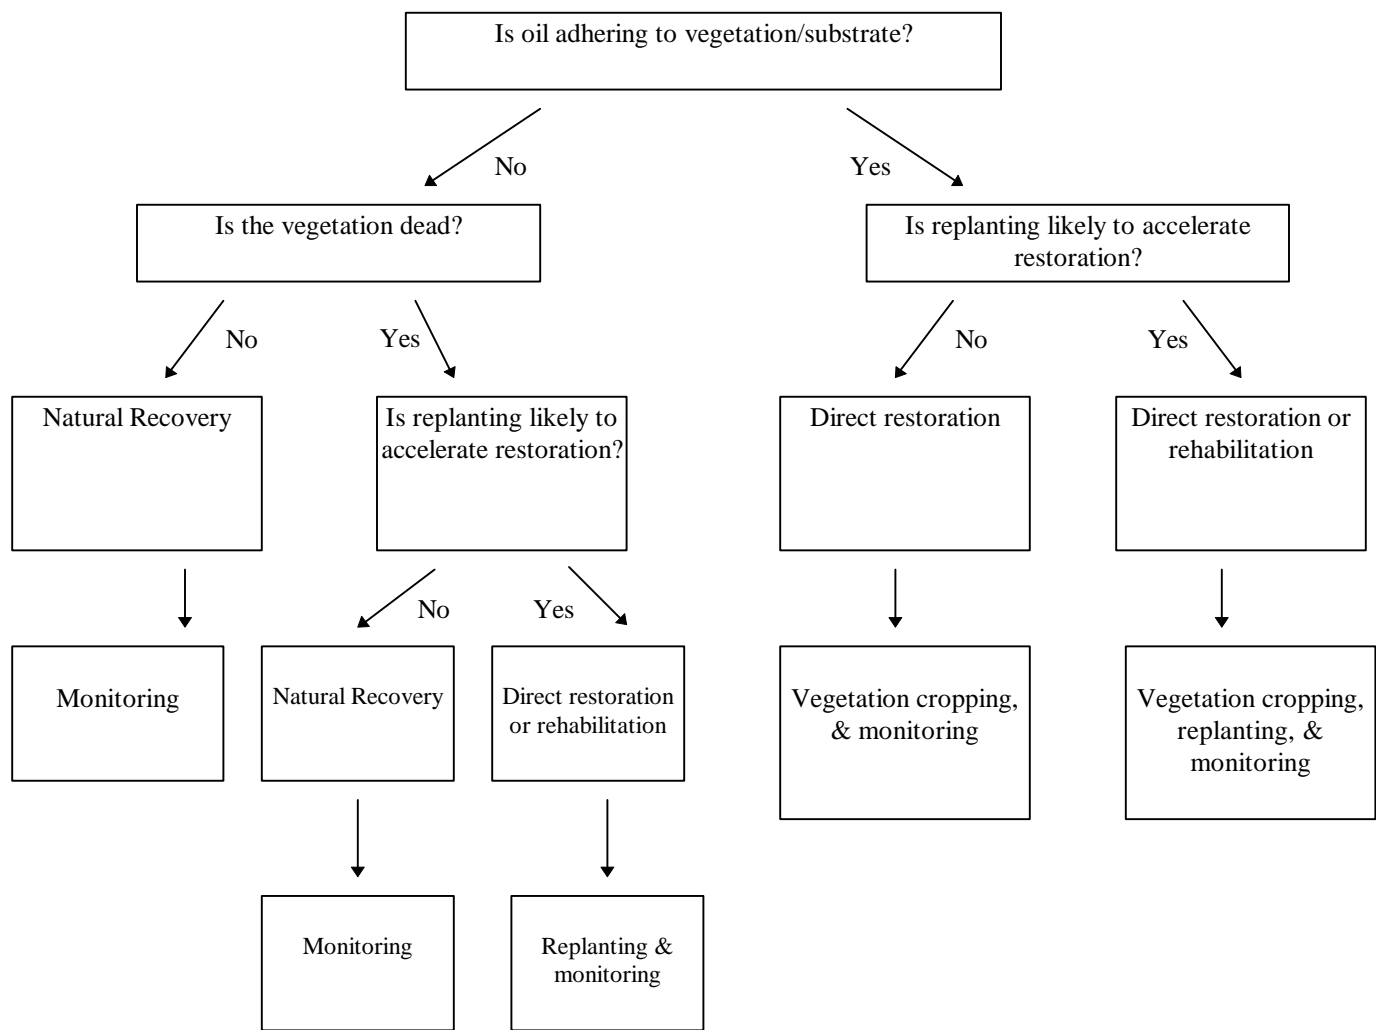 Is oil adhering to vegetation/substrate?
No
Yes
Is the vegetation dead?
Is replanting likely to accelerate
restoration?
No
Yes
No
Yes
Natural Recovery
Is replanting likely to
accelerate restoration?
Direct restoration
Direct restoration or
rehabilitation
No
Yes
Monitoring
Natural Recovery
Direct restoration
or rehabilitation
Vegetation cropping,
& monitoring
Vegetation cropping,
replanting, &
monitoring
Monitoring
Replanting &
monitoring